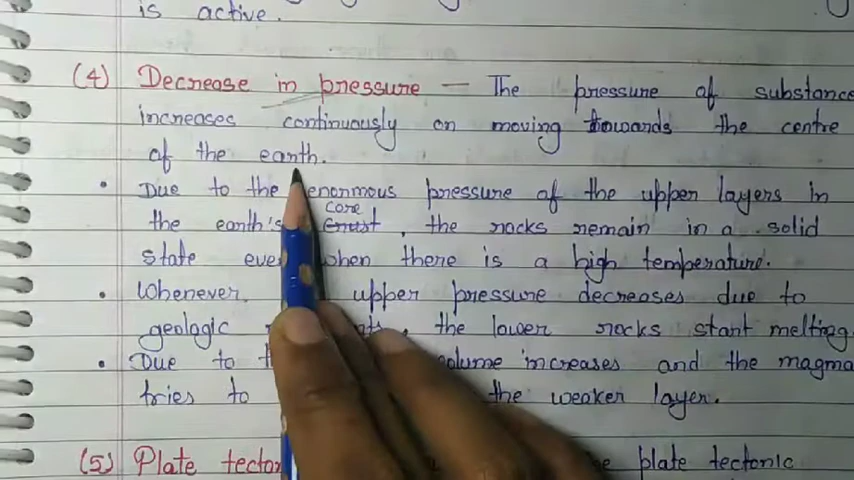 is active.
(4) Decrease in pressure — The pressure of substance
increases continuously on moving towards the centre
of the earth.
• Due to the enormous pressure of the upper layers in
core
the earth's crust, the rocks remain in a solid
state even when there is a high temperature.
• Whenever upper pressure decreases due to
geologic , the lower rocks start melting.
• Due to volume increases and the magma
tries to the weaker layer.
(5) Plate plate tectonic